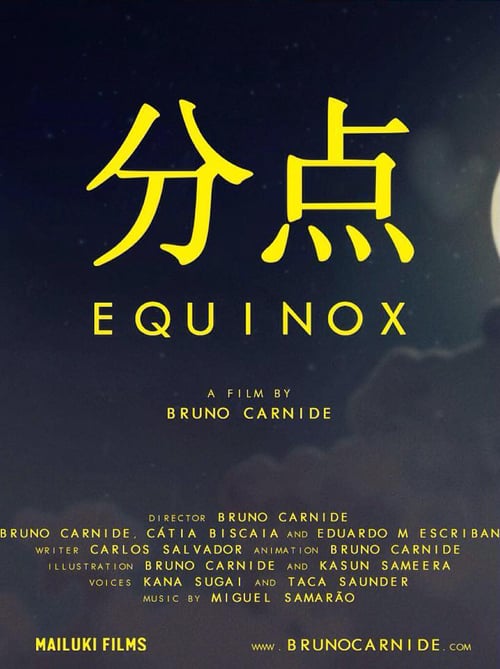 分点
EQUINOX
A FILM BY
BRUNO CARNIDE
DIRECTOR BRUNO CARNIDE
BRUNO CARNIDE, CÁTIA BISCAIA AND EDUARDO M ESCRIBAN
WRITER CARLOS SALVADOR ANIMATION BRUNO CARNIDE
ILLUSTRATION BRUNO CARNIDE AND KASUN SAMEERA
VOICES KANA SUGAI AND TACA SAUNDER
MUSIC BY MIGUEL SAMARÃO
MAILUKI FILMS
WWW.BRUNOCARNIDE.COM